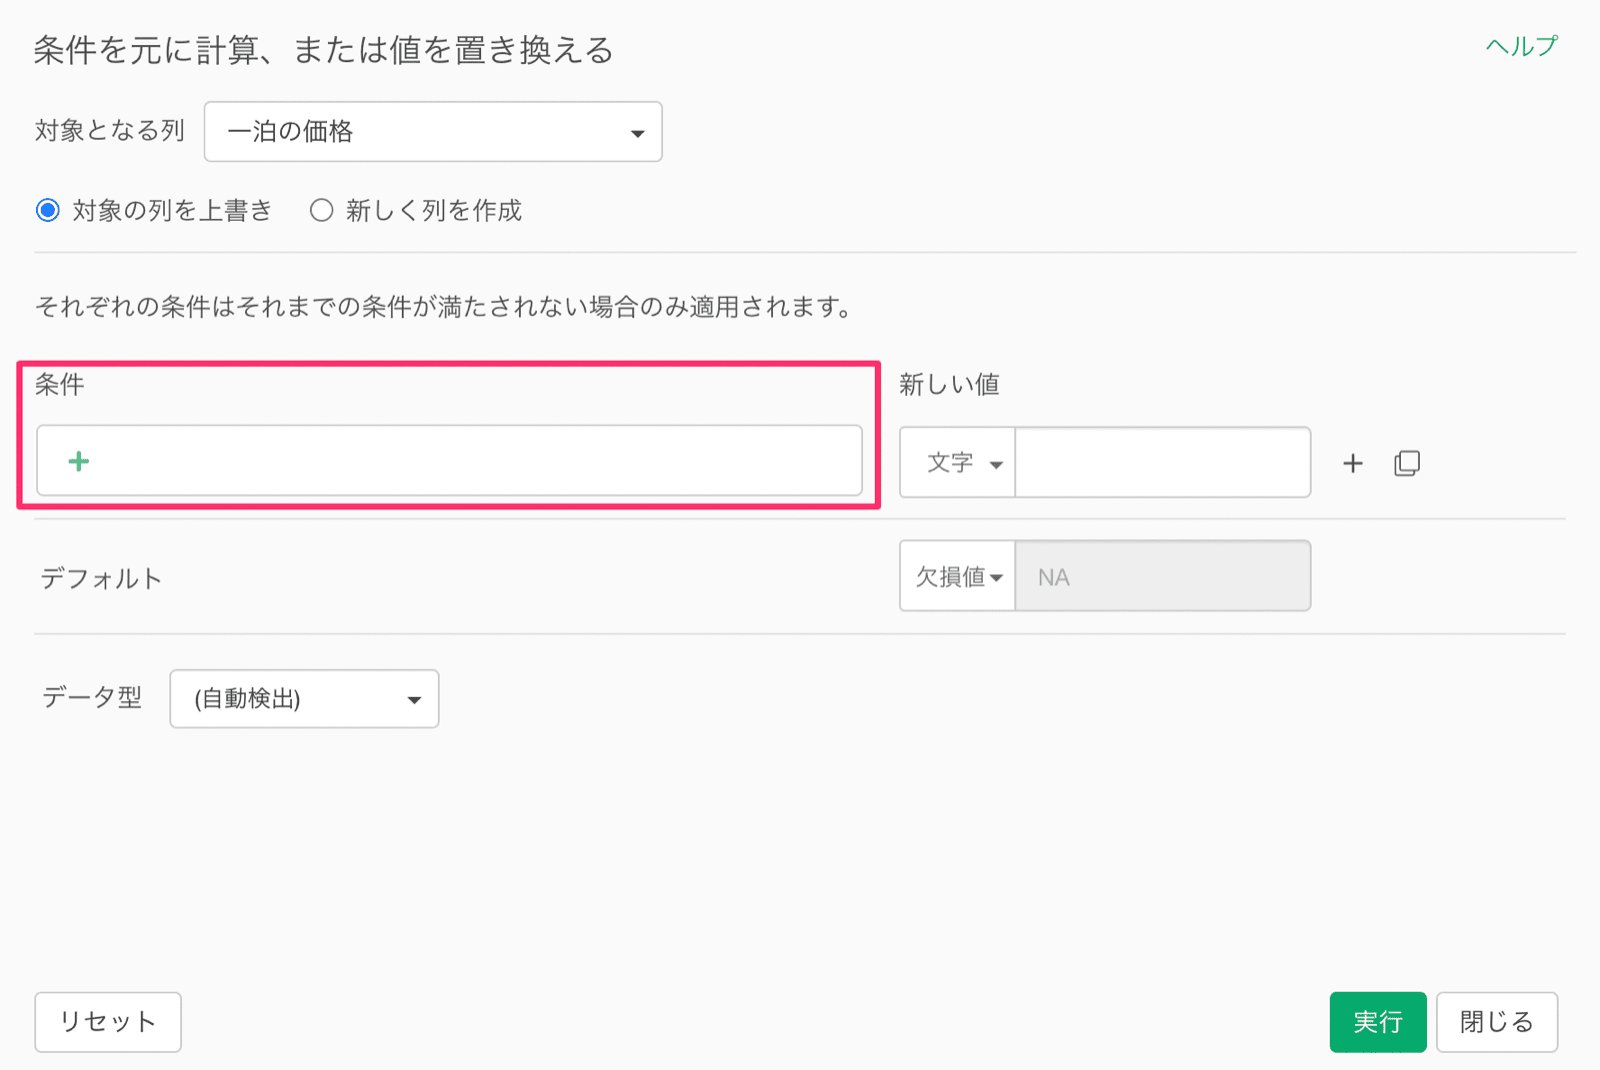 条件を元に計算、または値を置き換える
ヘルプ
対象となる列
一泊の価格
対象の列を上書き
新しく列を作成
それぞれの条件はそれまでの条件が満たされない場合のみ適用されます。
条件
新しい値
+
文字
+
デフォルト
欠損値
NA
データ型
(自動検出)
リセット
実行
閉じる